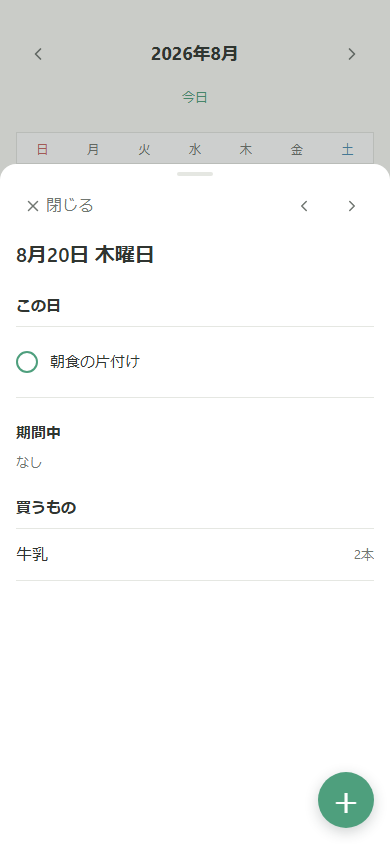 2026年8月
今日
日 月 火 水 木 金 土
閉じる
8月20日 木曜日
この日
朝食の片付け
期間中
なし
買うもの
牛乳 2本